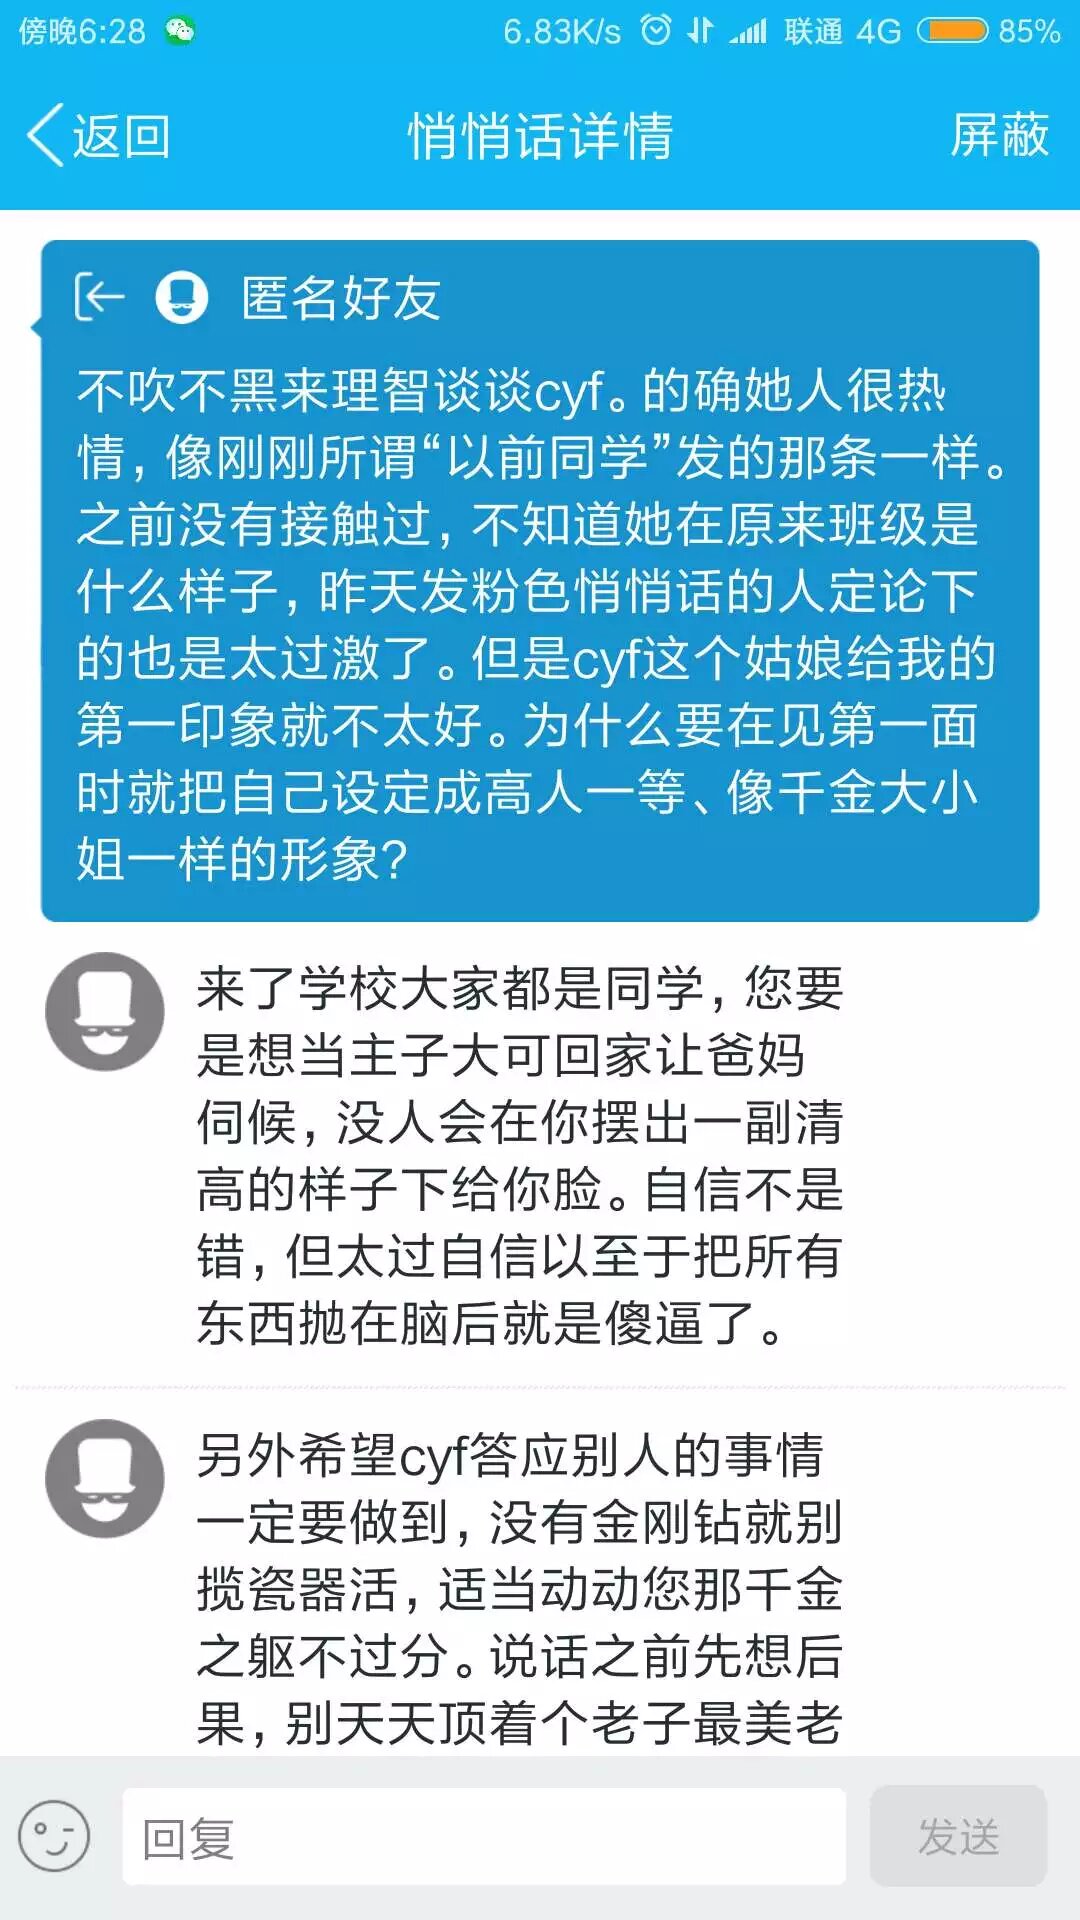 傍晚6:28 6.83K/s 联通 4G 85%
返回 悄悄话详情 屏蔽
匿名好友
不吹不黑来理智谈谈cyf。的确她人很热
情，像刚刚所谓“以前同学”发的那条一样。
之前没有接触过，不知道她在原来班级是
什么样子，昨天发粉色悄悄话的人定论下
的也是太过激了。但是cyf这个姑娘给我的
第一印象就不太好。为什么要在见第一面
时就把自己设定成高人一等、像千金大小
姐一样的形象？
来了学校大家都是同学，您要
是想当主子大可回家让爸妈
伺候，没人会在你摆出一副清
高的样子下给你脸。自信不是
错，但太过自信以至于把所有
东西抛在脑后就是傻逼了。
另外希望cyf答应别人的事情
一定要做到，没有金刚钻就别
揽瓷器活，适当动动您那千金
之躯不过分。说话之前先想后
果，别天天顶着个老子最美老
回复 发送